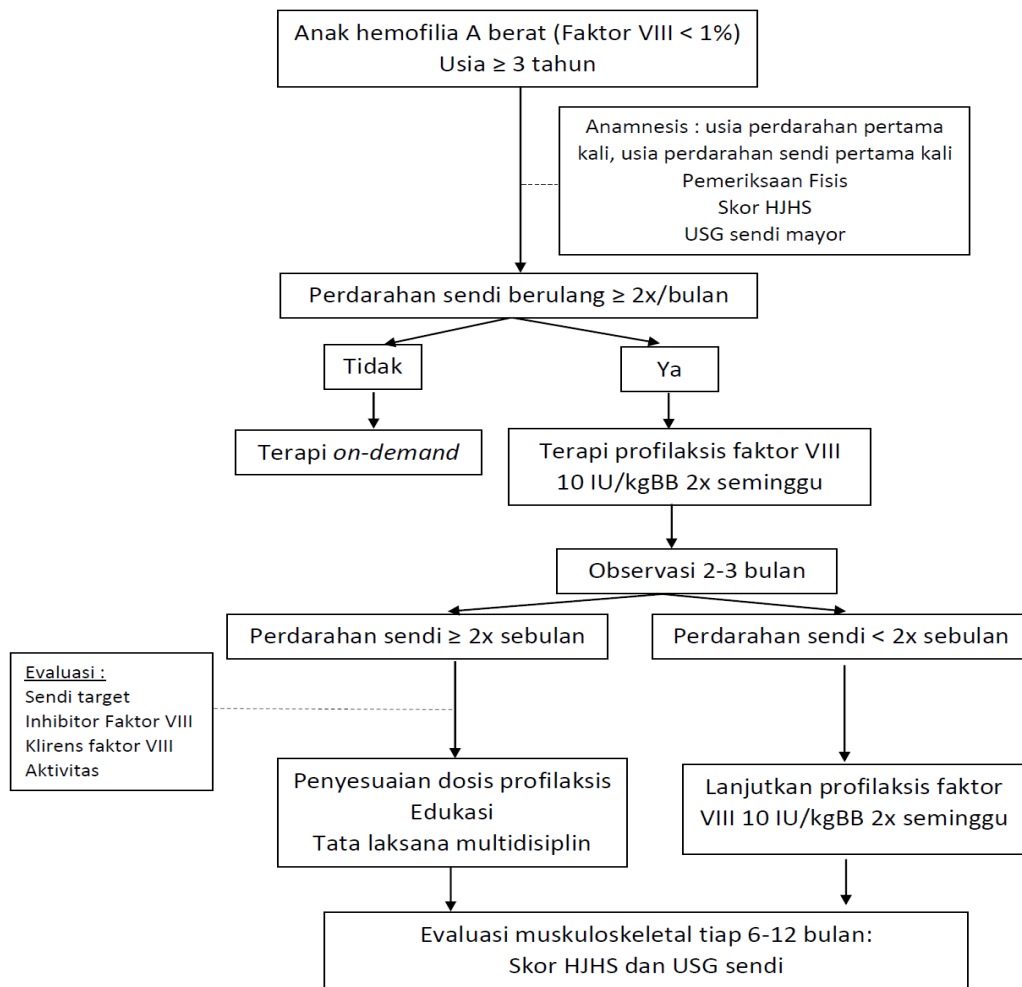 Anak hemofilia A berat (Faktor VIII < 1%)
Usia ≥ 3 tahun
Anamnesis : usia perdarahan pertama
kali, usia perdarahan sendi pertama kali
Pemeriksaan Fisis
Skor HJHS
USG sendi mayor
Perdarahan sendi berulang ≥ 2x/bulan
Tidak
Ya
Terapi on-demand
Terapi profilaksis faktor VIII
10 IU/kgBB 2x seminggu
Observasi 2-3 bulan
Perdarahan sendi ≥ 2x sebulan
Perdarahan sendi < 2x sebulan
Evaluasi :
Sendi target
Inhibitor Faktor VIII
Klirens faktor VIII
Aktivitas
Penyesuaian dosis profilaksis
Edukasi
Tata laksana multidisiplin
Lanjutkan profilaksis faktor
VIII 10 IU/kgBB 2x seminggu
Evaluasi muskuloskeletal tiap 6-12 bulan:
Skor HJHS dan USG sendi